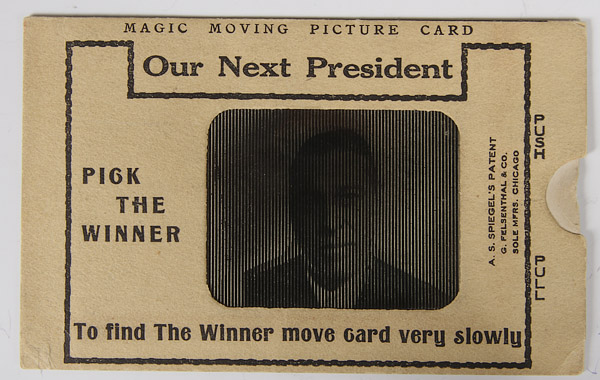 MAGIC MOVING PICTURE CARD
Our Next President
PICK
THE
WINNER
A. S. SPIEGEL'S PATENT
G. FELSENTHAL & CO.
SOLE MFRS. CHICAGO
PUSH
PULL
To find The Winner move card very slowly